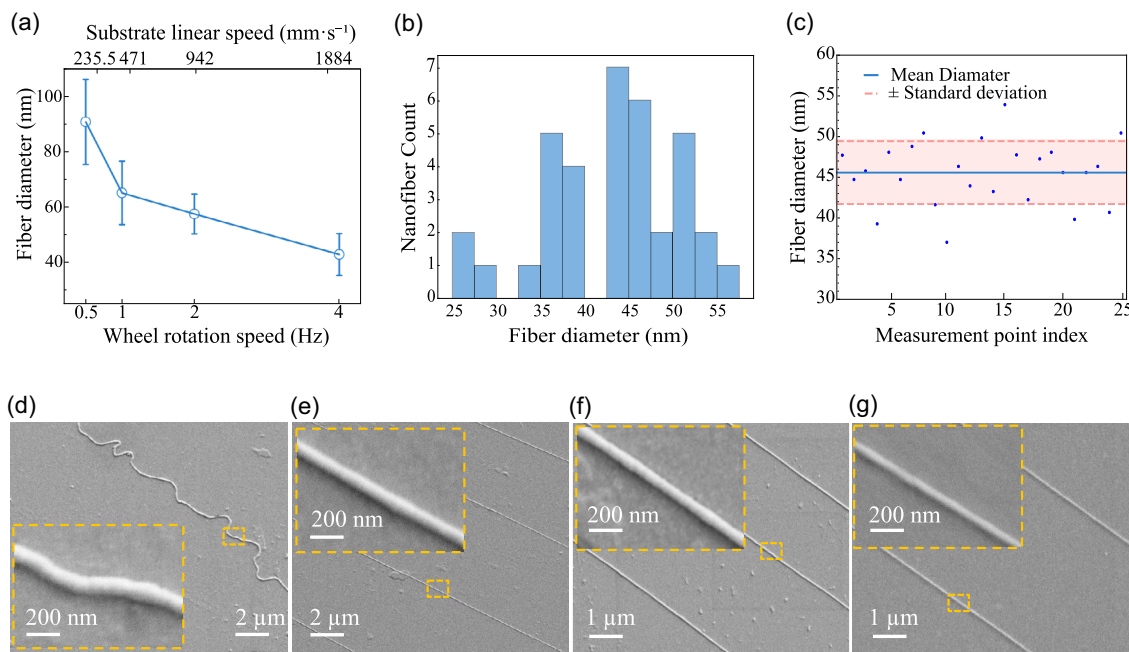 (a)
Substrate linear speed (mm·s⁻¹)
235.5 471 942 1884
100
80
60
40
Fiber diameter (nm)
0.5 1 2 4
Wheel rotation speed (Hz)
(b)
7
6
5
4
3
2
1
0
Nanofiber Count
25 30 35 40 45 50 55
Fiber diameter (nm)
(c)
60
55
50
45
40
35
30
Fiber diameter (nm)
Mean Diamater
± Standard deviation
5 10 15 20 25
Measurement point index
(d)
200 nm
2 µm
(e)
200 nm
2 µm
(f)
200 nm
1 µm
(g)
200 nm
1 µm